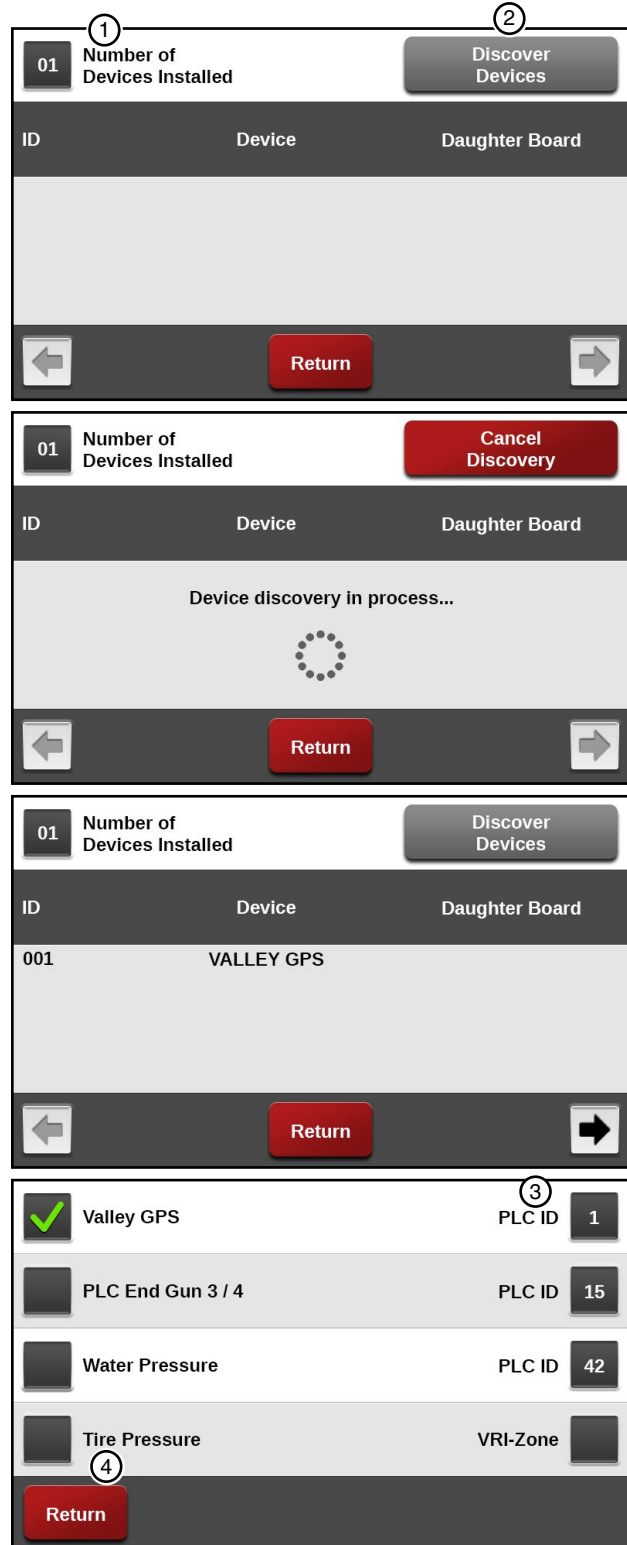 1
2
01
Number of
Devices Installed
Discover
Devices
ID Device Daughter Board
Return
01
Number of
Devices Installed
Cancel
Discovery
ID Device Daughter Board
Device discovery in process...
Return
01
Number of
Devices Installed
Discover
Devices
ID Device Daughter Board
001 VALLEY GPS
Return
3
Valley GPS PLC ID 1
PLC End Gun 3 / 4 PLC ID 15
Water Pressure PLC ID 42
Tire Pressure VRI-Zone
4
Return